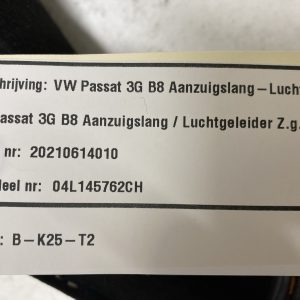 hrijving: VW Passat 3G B8 Aanzuigslang – Lucht
assat 3G B8 Aanzuigslang / Luchtgeleider Z.g.
nr: 20210614010
eel nr: 04L145762CH
: B-K25-T2